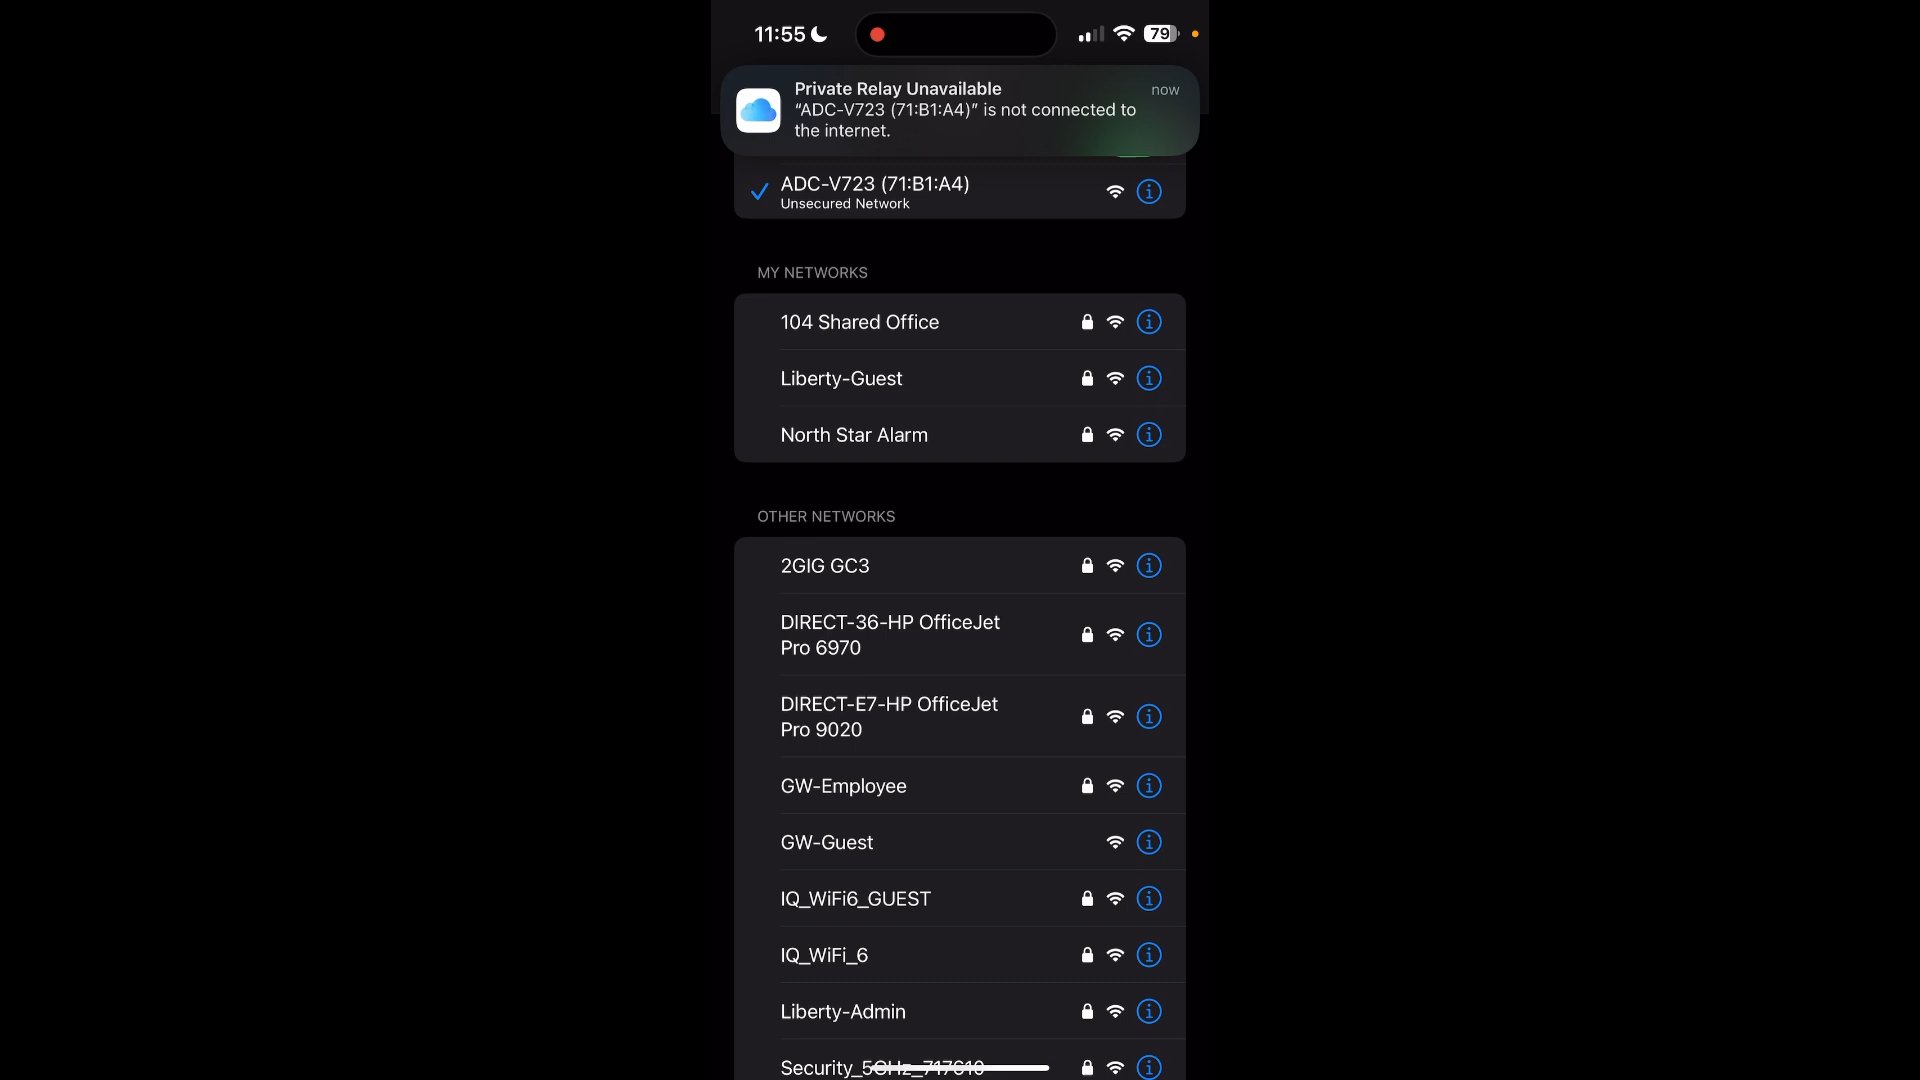 11:55
79
Private Relay Unavailable
now
“ADC-V723 (71:B1:A4)” is not connected to
the internet.
ADC-V723 (71:B1:A4)
Unsecured Network
MY NETWORKS
104 Shared Office
Liberty-Guest
North Star Alarm
OTHER NETWORKS
2GIG GC3
DIRECT-36-HP OfficeJet
Pro 6970
DIRECT-E7-HP OfficeJet
Pro 9020
GW-Employee
GW-Guest
IQ_WiFi6_GUEST
IQ_WiFi_6
Liberty-Admin